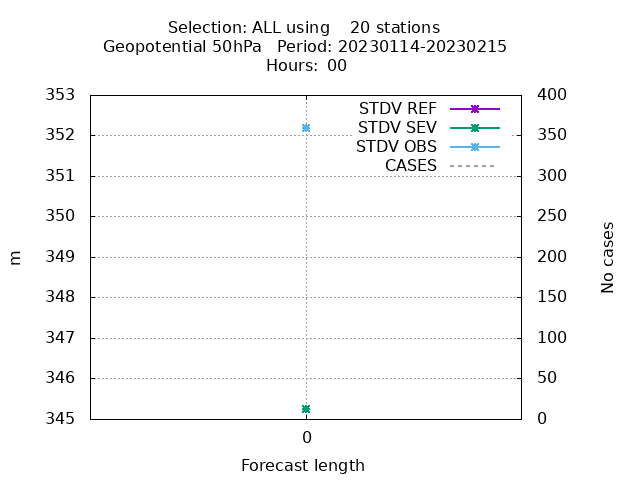 Selection: ALL using    20 stations
Geopotential 50hPa   Period: 20230114-20230215
Hours:  00
353
352
351
350
349
348
347
346
345
m
STDV REF
STDV SEV
STDV OBS
CASES
400
350
300
250
200
150
100
50
0
No cases
0
Forecast length